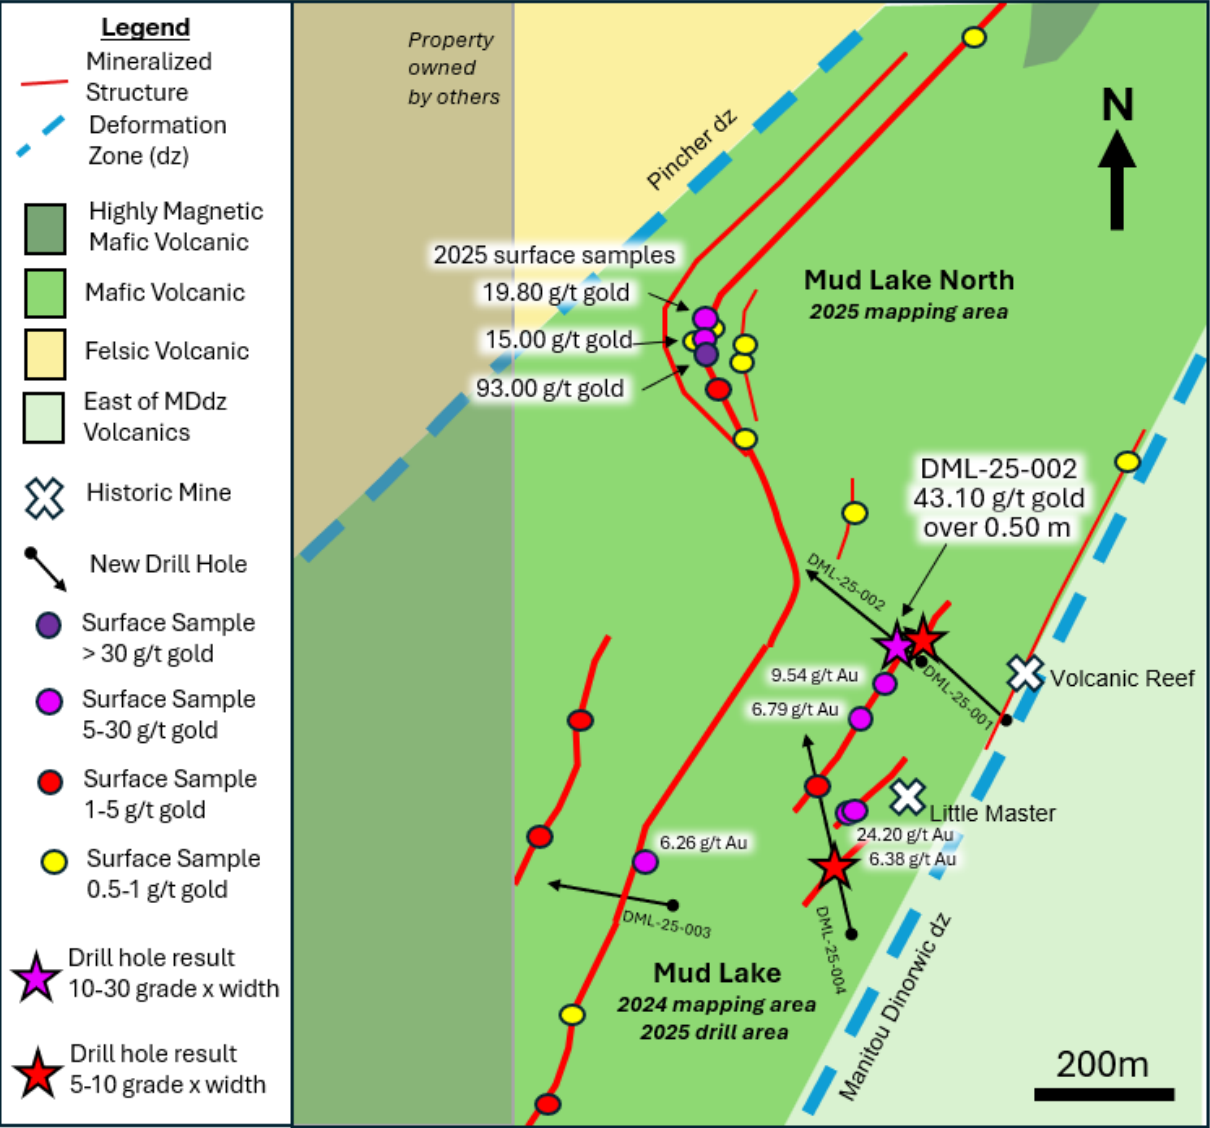 Legend
Mineralized
Structure
Deformation
Zone (dz)
Highly Magnetic
Mafic Volcanic
Mafic Volcanic
Felsic Volcanic
East of MDdz
Volcanics
Historic Mine
New Drill Hole
Surface Sample
> 30 g/t gold
Surface Sample
5-30 g/t gold
Surface Sample
1-5 g/t gold
Surface Sample
0.5-1 g/t gold
Drill hole result
10-30 grade x width
Drill hole result
5-10 grade x width
Property
owned
by others
Pincher dz
N
2025 surface samples
19.80 g/t gold
15.00 g/t gold
93.00 g/t gold
Mud Lake North
2025 mapping area
DML-25-002
43.10 g/t gold
over 0.50 m
DML-25-002
9.54 g/t Au
DML-25-001
Volcanic Reef
6.79 g/t Au
Little Master
24.20 g/t Au
6.38 g/t Au
6.26 g/t Au
DML-25-003
DML-25-004
Mud Lake
2024 mapping area
2025 drill area
Manitou Dinorwic dz
200m